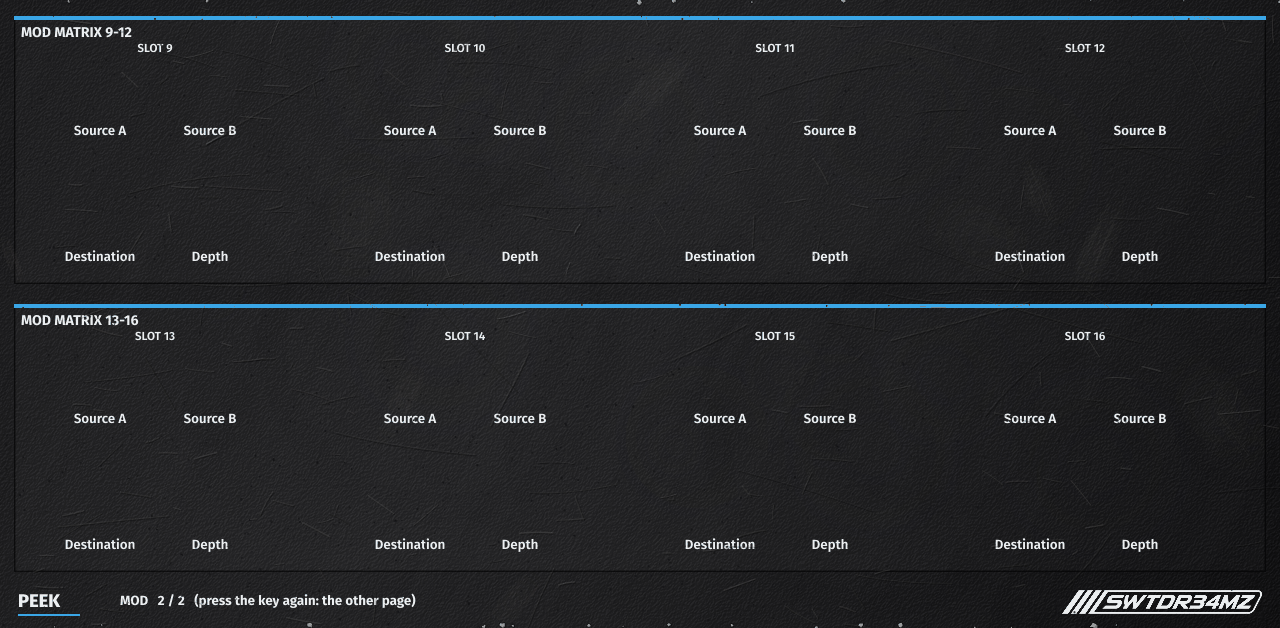 MOD MATRIX 9-12
SLOT 9 SLOT 10 SLOT 11 SLOT 12
Source A Source B Source A Source B Source A Source B Source A Source B
Destination Depth Destination Depth Destination Depth Destination Depth
MOD MATRIX 13-16
SLOT 13 SLOT 14 SLOT 15 SLOT 16
Source A Source B Source A Source B Source A Source B Source A Source B
Destination Depth Destination Depth Destination Depth Destination Depth
PEEK MOD 2 / 2 (press the key again: the other page) SWTDR34MZ